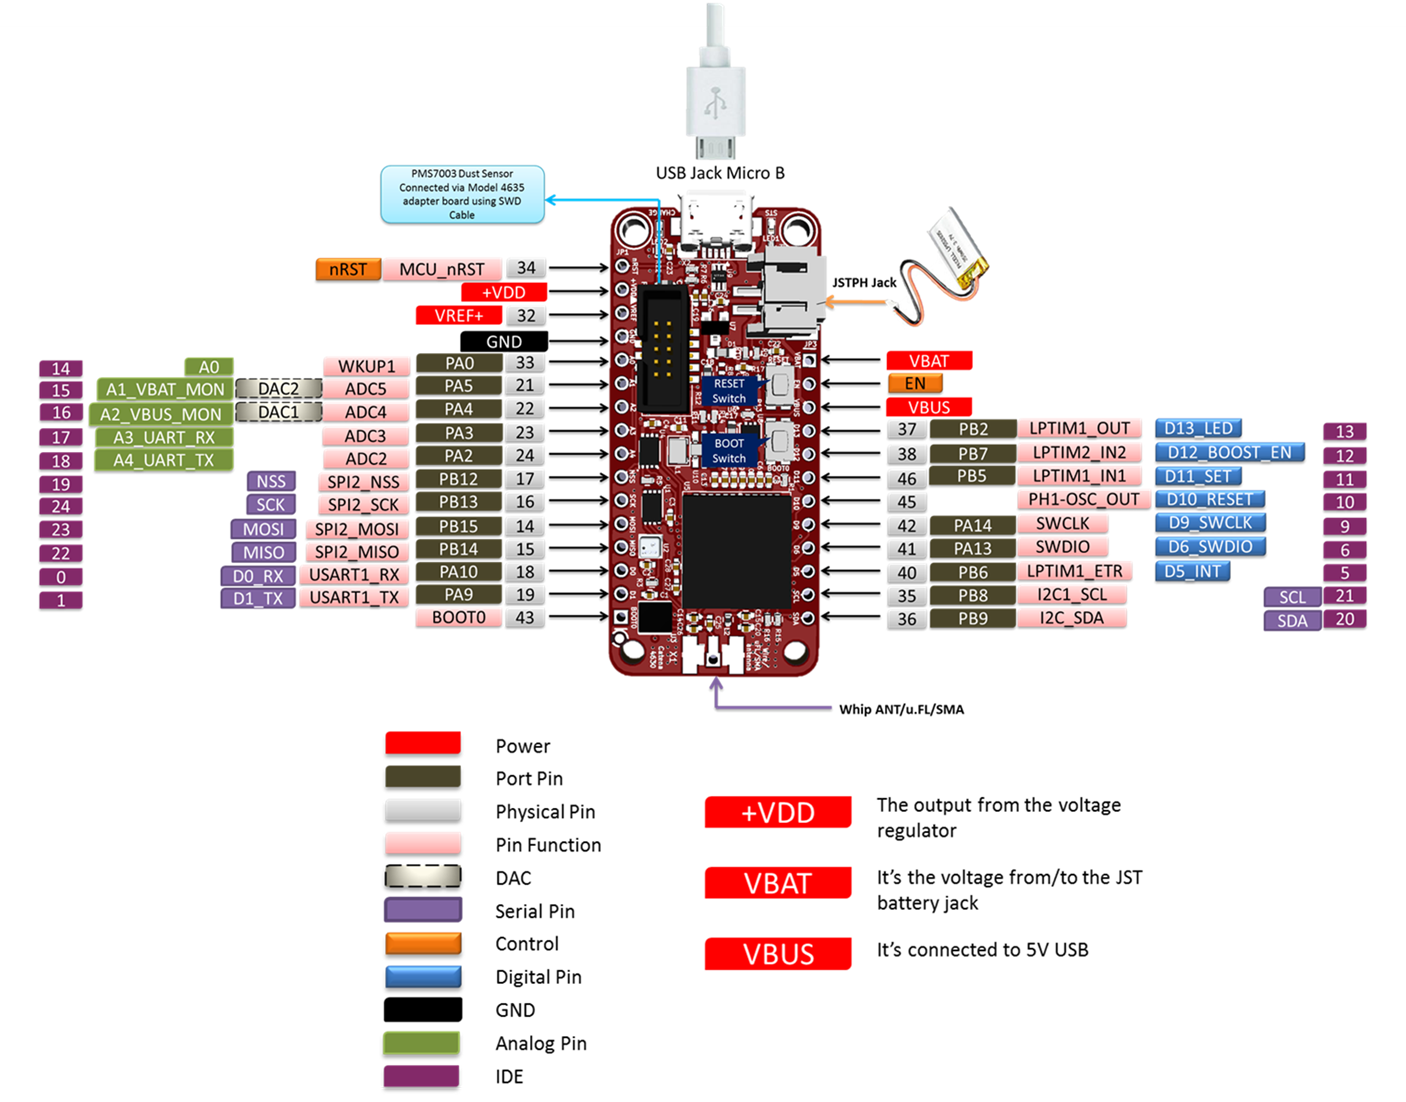 USB Jack Micro B
PMS7003 Dust Sensor
Connected via Model 4635
adapter board using SWD
Cable
JSTPH Jack
nRST MCU_nRST 34
+VDD
VREF+ 32
GND
14 A0 WKUP1 PA0 33
15 A1_VBAT_MON DAC2 ADC5 PA5 21
16 A2_VBUS_MON DAC1 ADC4 PA4 22
17 A3_UART_RX ADC3 PA3 23
18 A4_UART_TX ADC2 PA2 24
19 NSS SPI2_NSS PB12 17
24 SCK SPI2_SCK PB13 16
23 MOSI SPI2_MOSI PB15 14
22 MISO SPI2_MISO PB14 15
0 D0_RX USART1_RX PA10 18
1 D1_TX USART1_TX PA9 19
BOOT0 43
RESET
Switch
BOOT
Switch
VBAT
EN
VBUS
37 PB2 LPTIM1_OUT D13_LED 13
38 PB7 LPTIM2_IN2 D12_BOOST_EN 12
46 PB5 LPTIM1_IN1 D11_SET 11
45 PH1-OSC_OUT D10_RESET 10
42 PA14 SWCLK D9_SWCLK 9
41 PA13 SWDIO D6_SWDIO 6
40 PB6 LPTIM1_ETR D5_INT 5
35 PB8 I2C1_SCL SCL 21
36 PB9 I2C_SDA SDA 20
Whip ANT/u.FL/SMA
Power
Port Pin
Physical Pin
Pin Function
DAC
Serial Pin
Control
Digital Pin
GND
Analog Pin
IDE
+VDD The output from the voltage
regulator
VBAT It's the voltage from/to the JST
battery jack
VBUS It's connected to 5V USB